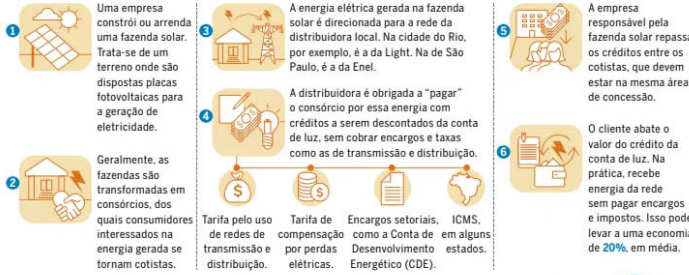 1
Uma empresa
constrói ou arrenda
uma fazenda solar.
Trata-se de um
terreno onde são
dispostas placas
fotovoltaicas para
a geração de
eletricidade.
2
Geralmente, as
fazendas são
transformadas em
consórcios, dos
quais consumidores
interessados na
energia gerada se
tornam cotistas.
3
A energia elétrica gerada na fazenda
solar é direcionada para a rede da
distribuidora local. Na cidade do Rio,
por exemplo, é a da Light. Na de São
Paulo, é a da Enel.
4
A distribuidora é obrigada a “pagar”
o consórcio por essa energia com
créditos a serem descontados da conta
de luz, sem cobrar encargos e taxas
como as de transmissão e distribuição.
$
Tarifa pelo uso
de redes de
transmissão e
distribuição.
$
Tarifa de
compensação
por perdas
elétricas.
Encargos setoriais,
como a Conta de
Desenvolvimento
Energético (CDE).
ICMS,
em alguns
estados.
5
A empresa
responsável pela
fazenda solar repassa
os créditos entre os
cotistas, que devem
estar na mesma área
de concessão.
6
O cliente abate o
valor do crédito da
conta de luz. Na
prática, recebe
energia da rede
sem pagar encargos
e impostos. Isso pode
levar a uma economia
de 20%, em média.